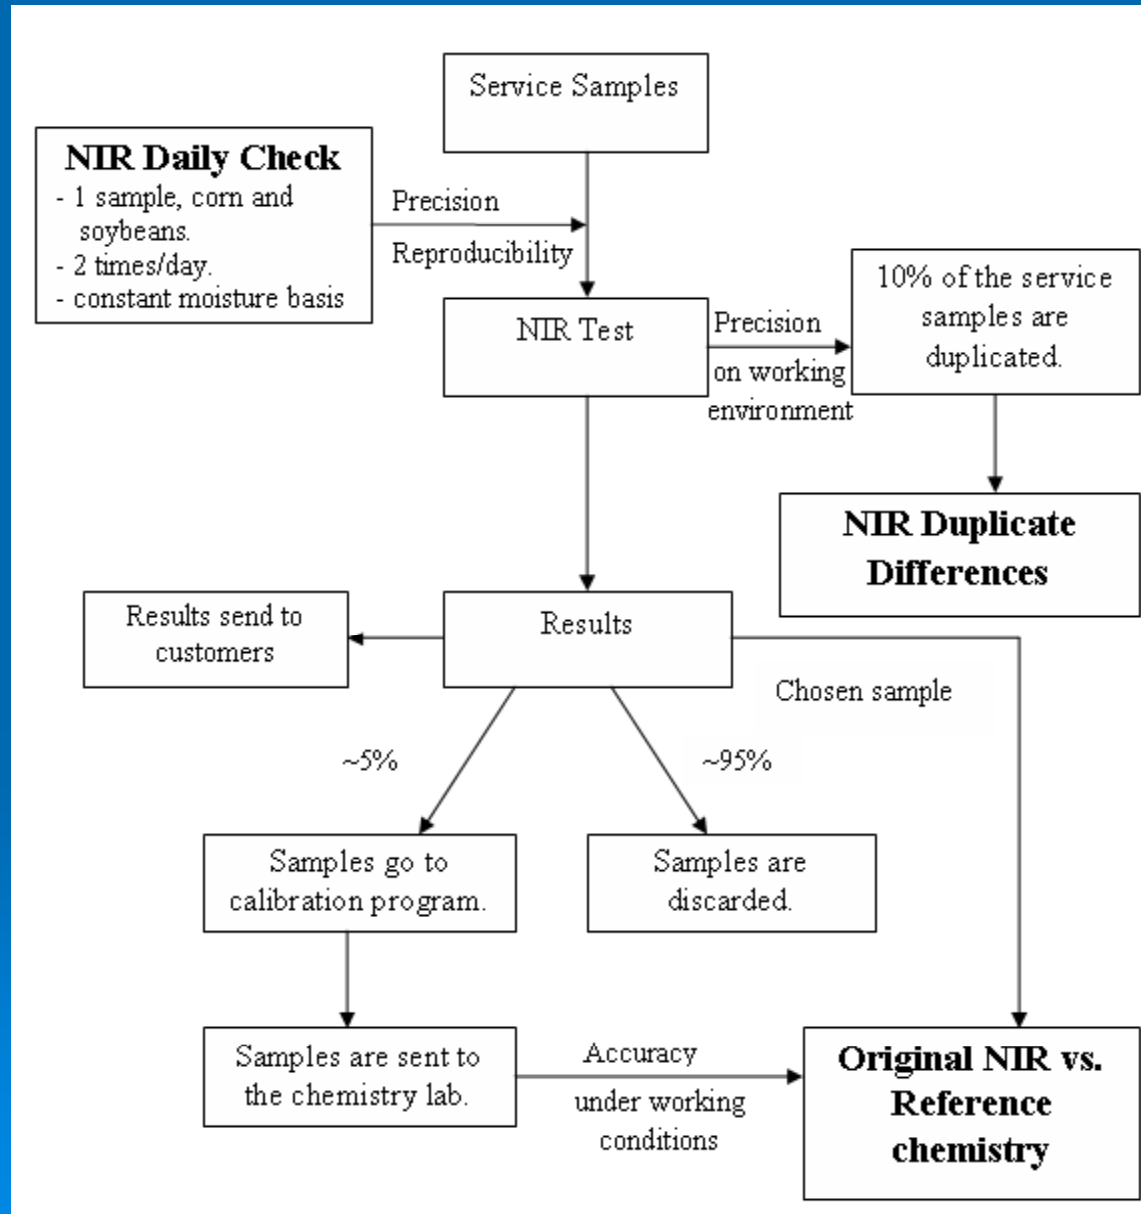 Service Samples
NIR Daily Check
- 1 sample, corn and
soybeans.
- 2 times/day.
- constant moisture basis
Precision
Reproducibility
NIR Test
Precision
on working
environment
10% of the service
samples are
duplicated.
NIR Duplicate
Differences
Results send to
customers
Results
Chosen sample
~5%
~95%
Samples go to
calibration program.
Samples are
discarded.
Samples are sent to
the chemistry lab.
Accuracy
under working
conditions
Original NIR vs.
Reference
chemistry